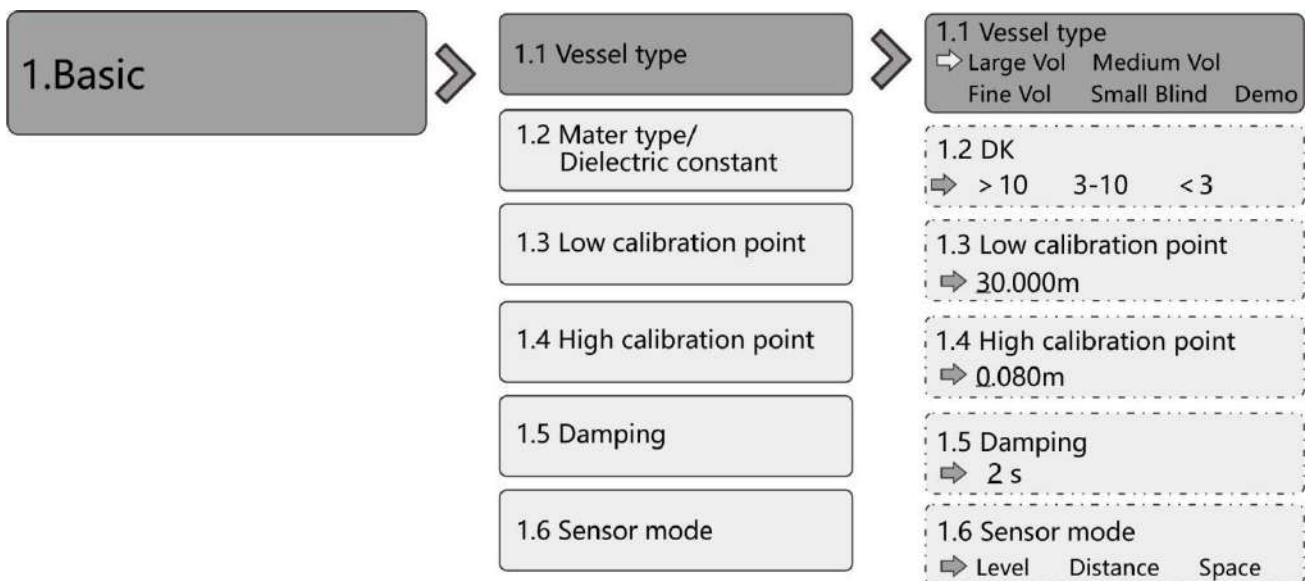 1.Basic
1.1 Vessel type
1.2 Mater type/
Dielectric constant
1.3 Low calibration point
1.4 High calibration point
1.5 Damping
1.6 Sensor mode
1.1 Vessel type
Large Vol Medium Vol
Fine Vol Small Blind Demo
1.2 DK
> 10 3-10 < 3
1.3 Low calibration point
30.000m
1.4 High calibration point
0.080m
1.5 Damping
2 s
1.6 Sensor mode
Level Distance Space